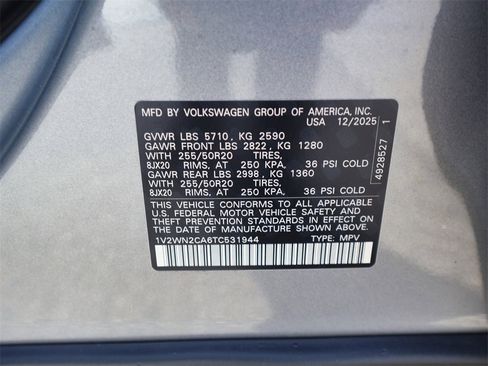 MFD BY VOLKSWAGEN GROUP OF AMERICA, INC.
USA 12/2025
GVWR LBS 5710, KG 2590
GAWR FRONT LBS 2822, KG 1280
WITH 255/50R20 TIRES,
8JX20 RIMS, AT 250 KPA, 36 PSI COLD
GAWR REAR LBS 2998, KG 1360
WITH 255/50R20 TIRES,
8JX20 RIMS, AT 250 KPA, 36 PSI COLD
THIS VEHICLE CONFORMS TO ALL APPLICABLE
U.S. FEDERAL MOTOR VEHICLE SAFETY AND
THEFT PREVENTION STANDARDS IN EFFECT ON
THE DATE OF MANUFACTURE SHOWN ABOVE.
1V2WN2CA6TC531944 TYPE: MPV
4928527 1